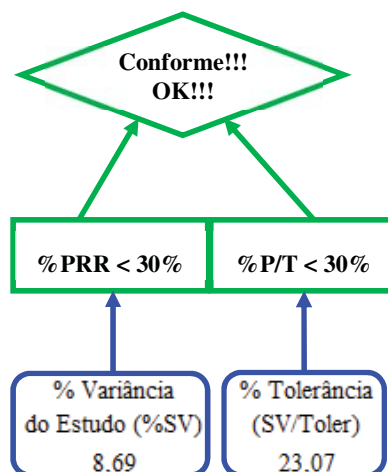 Conforme!!!
OK!!!
%PRR < 30%
%P/T < 30%
% Variância
do Estudo (%SV)
8,69
% Tolerância
(SV/Toler)
23,07